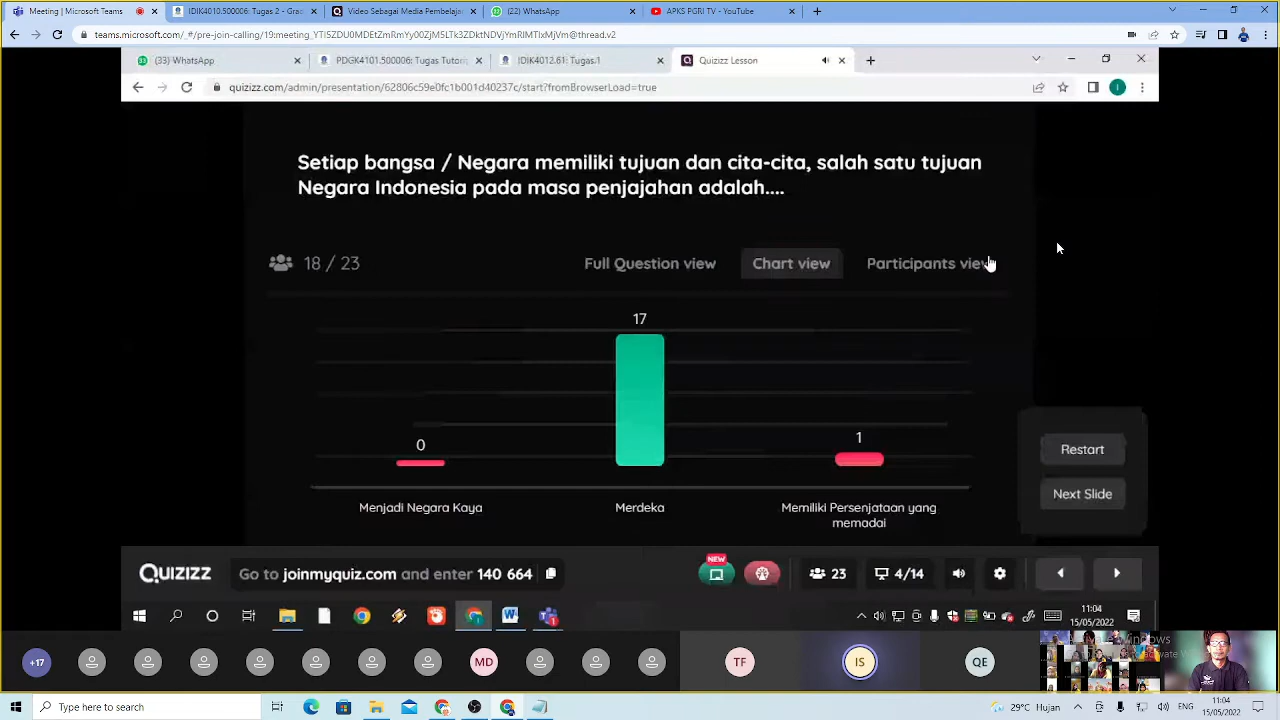 Meeting | Microsoft Teams
IDIK4010.500006: Tugas 2 - Grad
Video Sebagai Media Pembelajar
(22) WhatsApp
APKS PGRI TV - YouTube
(33) WhatsApp
PDGK4101.500006: Tugas Tutori
IDIK4012.61: Tugas.1
Quizizz Lesson
quizizz.com/admin/presentation/62806c59e0fc1b001d40237c/start?fromBrowserLoad=true
Setiap bangsa / Negara memiliki tujuan dan cita-cita, salah satu tujuan
Negara Indonesia pada masa penjajahan adalah....
18 / 23
Full Question view
Chart view
Participants view
17
0
1
Menjadi Negara Kaya
Merdeka
Memiliki Persenjataan yang
memadai
Restart
Next Slide
QUIZIZZ
Go to joinmyquiz.com and enter 140 664
NEW
23
4/14
11:04
15/05/2022
+17
MD
TF
IS
QE
Type here to search
29°C Hujan
ENG
11:04
15/05/2022